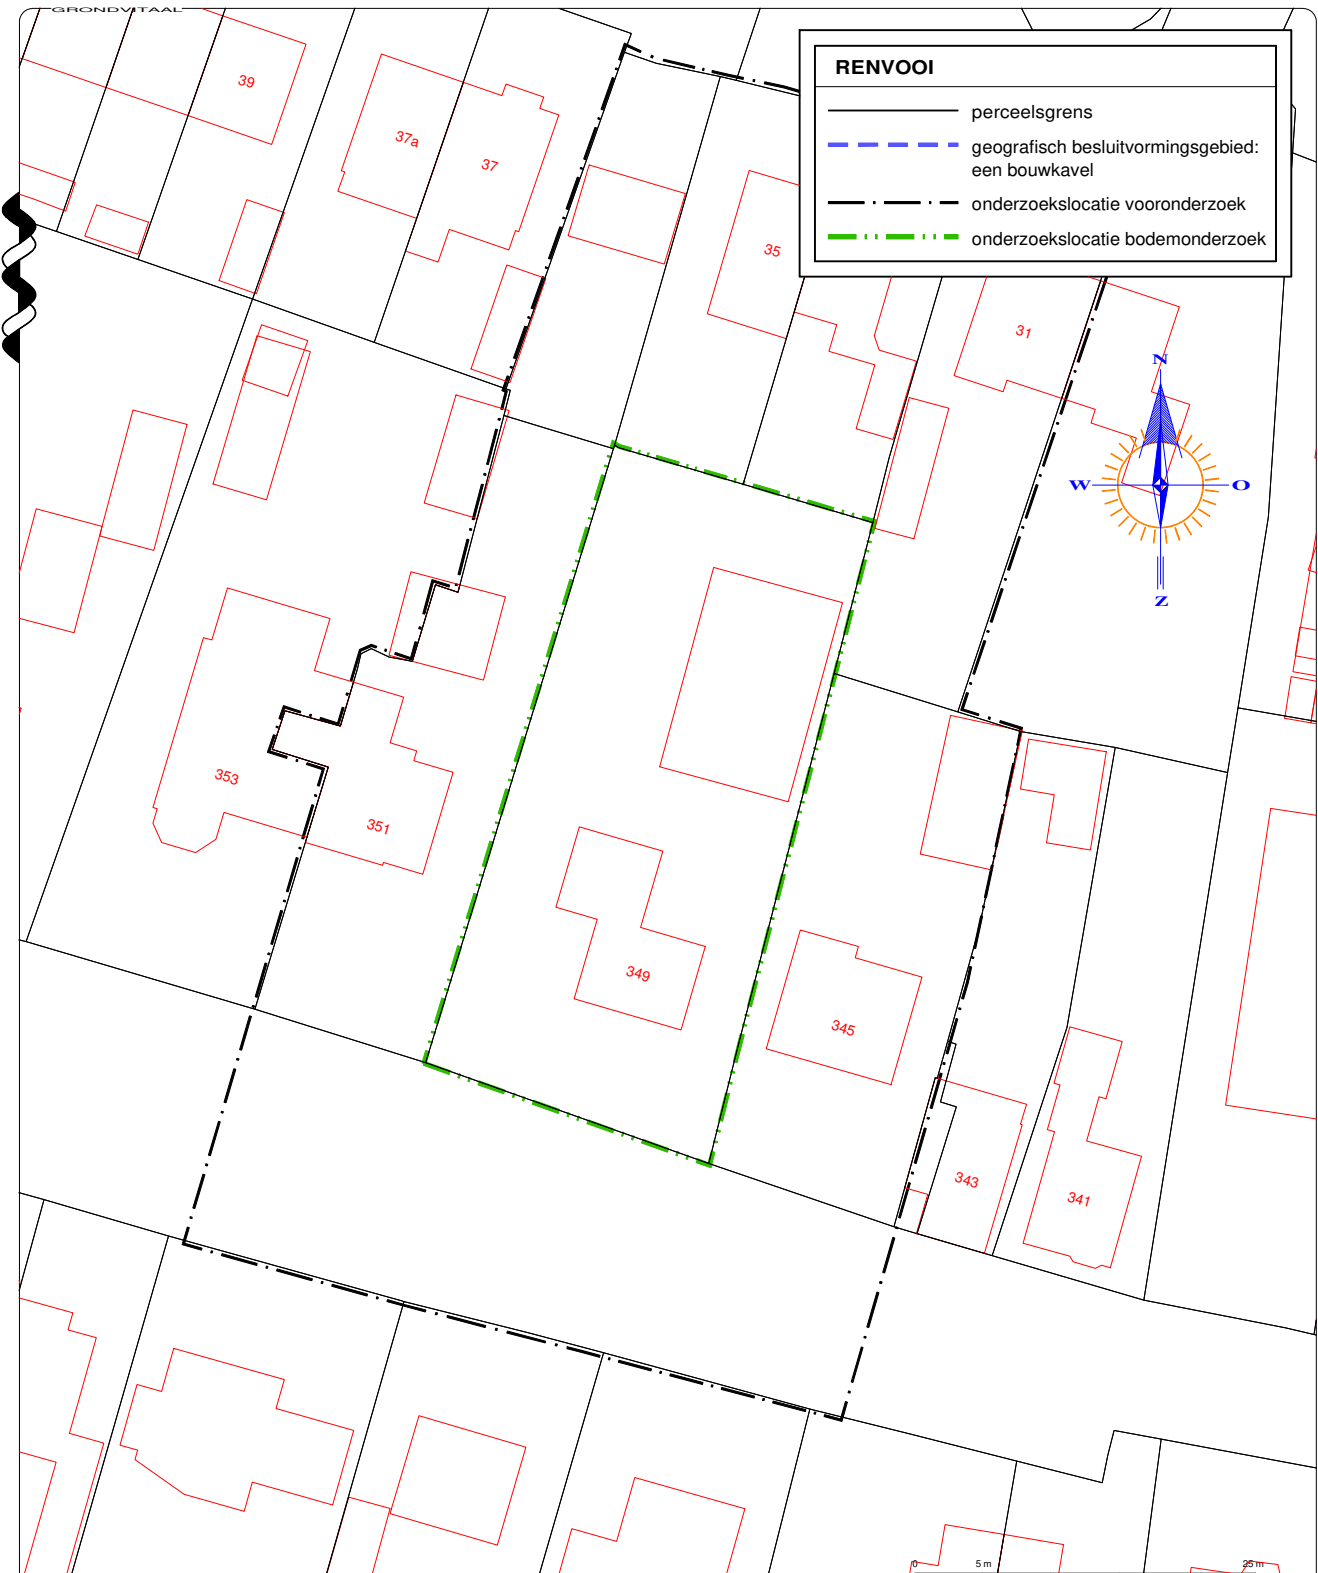 GRONDVITAAL
RENVOOI
perceelsgrens
geografisch besluitvormingsgebied:
een bouwkavel
onderzoekslocatie vooronderzoek
onderzoekslocatie bodemonderzoek
39
37a
37
35
31
N
W
O
Z
353
351
349
345
343
341
0
5 m
25 m